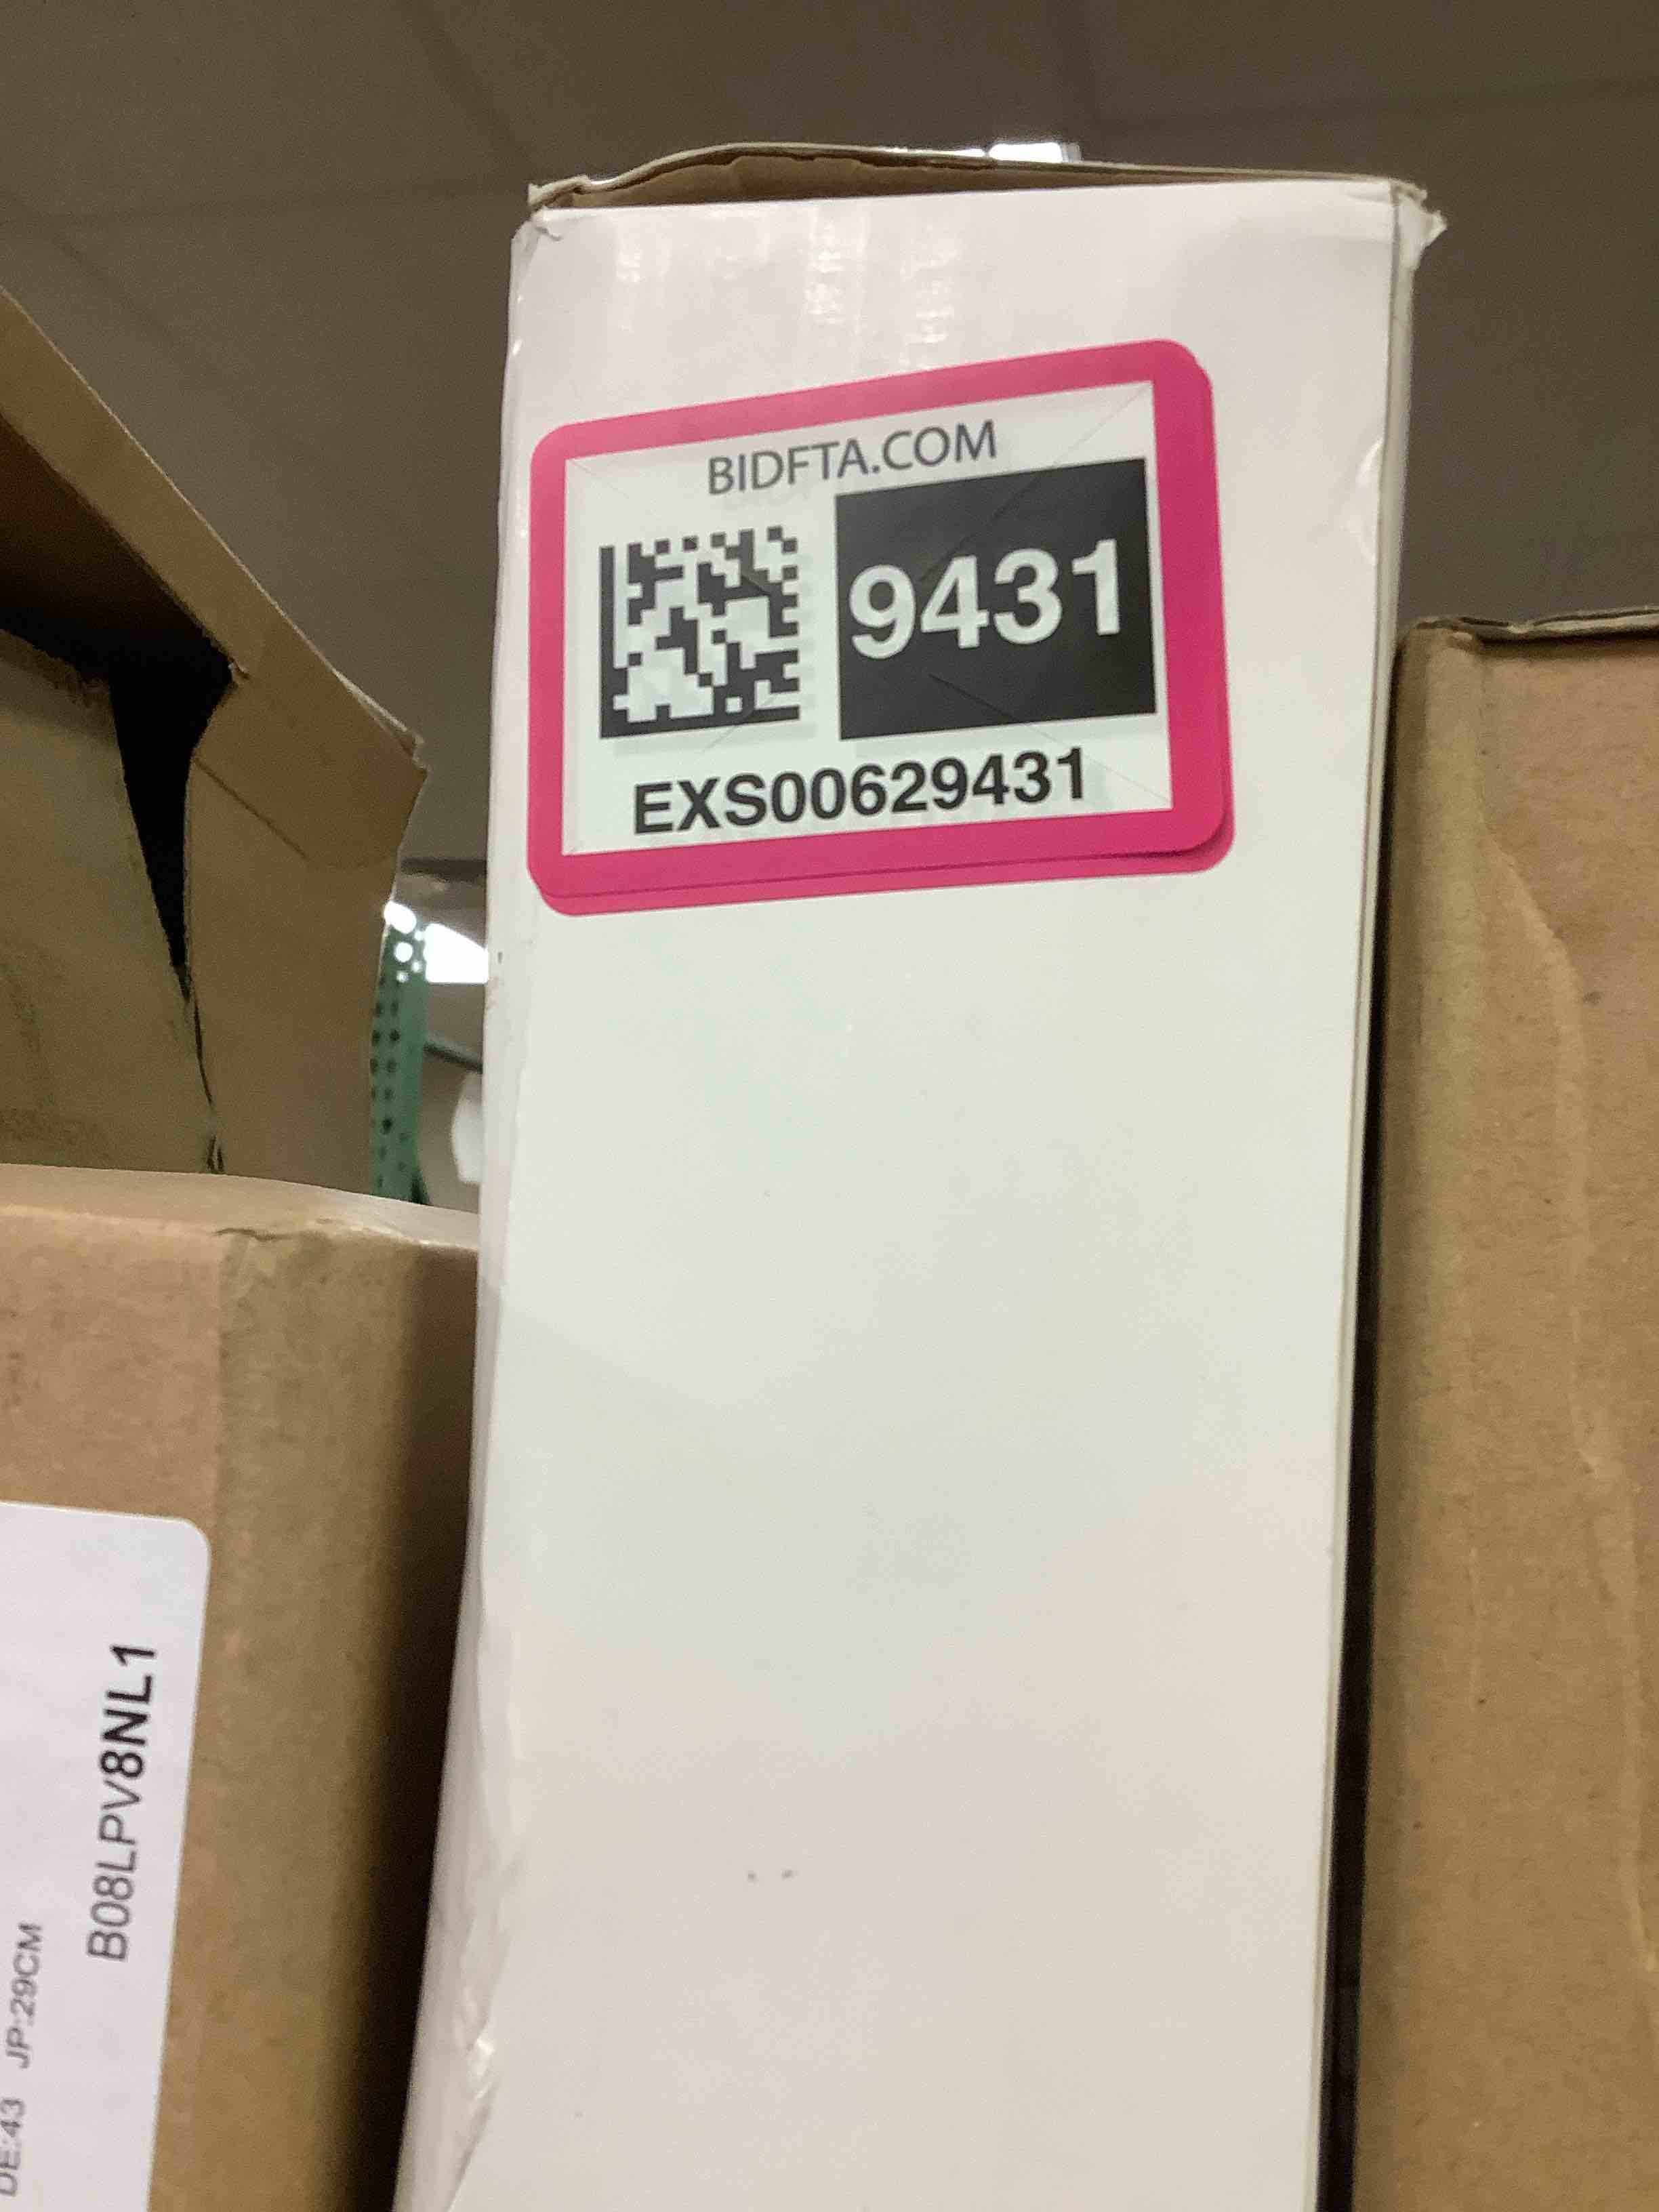 BIDFTA.COM
9431
EXS00629431
B08LPV8NL1
DE:43 JP:29CM